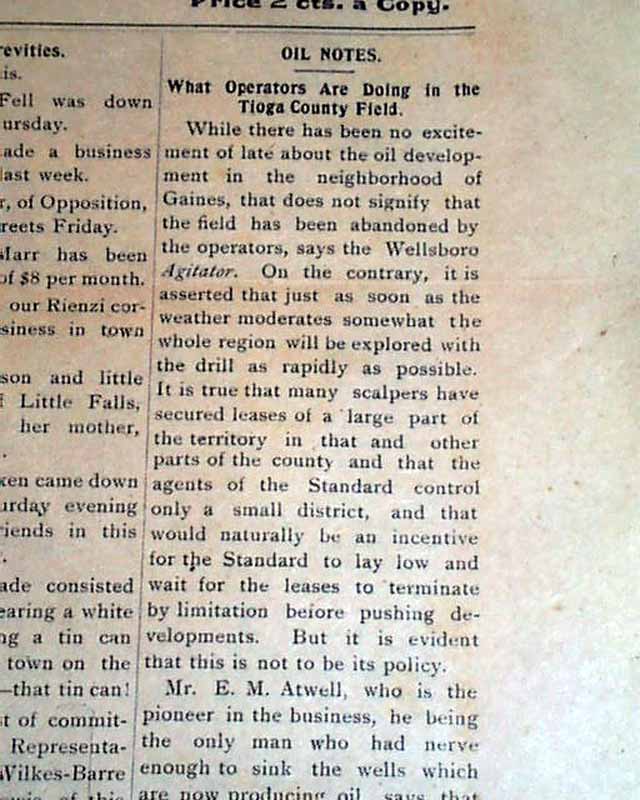 Price 2 cts. a Copy.
revities.
is.
Fell was down
ursday.
ade a business
last week.
r, of Opposition,
reets Friday.
Marr has been
of $8 per month.
our Rienzi cor-
siness in town
son and little
f Little Falls,
her mother,
.
ken came down
urday evening
riends in this
.
ade consisted
earing a white
ng a tin can
town on the
—that tin can!
t of commit-
Representa-
Wilkes-Barre
OIL NOTES.
What Operators Are Doing in the
Tioga County Field.
While there has been no excite-
ment of late about the oil develop-
ment in the neighborhood of
Gaines, that does not signify that
the field has been abandoned by
the operators, says the Wellsboro
Agitator. On the contrary, it is
asserted that just as soon as the
weather moderates somewhat the
whole region will be explored with
the drill as rapidly as possible.
It is true that many scalpers have
secured leases of a large part of
the territory in that and other
parts of the county and that the
agents of the Standard control
only a small district, and that
would naturally be an incentive
for the Standard to lay low and
wait for the leases to terminate
by limitation before pushing de-
velopments. But it is evident
that this is not to be its policy.
Mr. E. M. Atwell, who is the
pioneer in the business, he being
the only man who had nerve
enough to sink the wells which
are now producing oil, says that